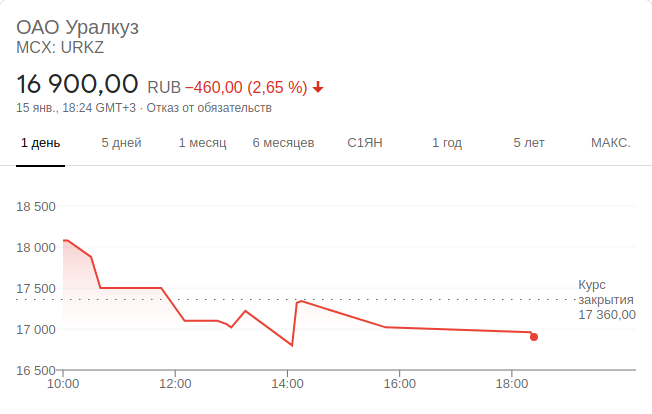 ОАО Уралкуз
MCX: URKZ
16 900,00 RUB −460,00 (2,65 %)
15 янв., 18:24 GMT+3 · Отказ от обязательств
1 день 5 дней 1 месяц 6 месяцев С1ЯН 1 год 5 лет МАКС.
18 500
18 000
17 500
17 000
16 500
Курс
закрытия
17 360,00
10:00 12:00 14:00 16:00 18:00